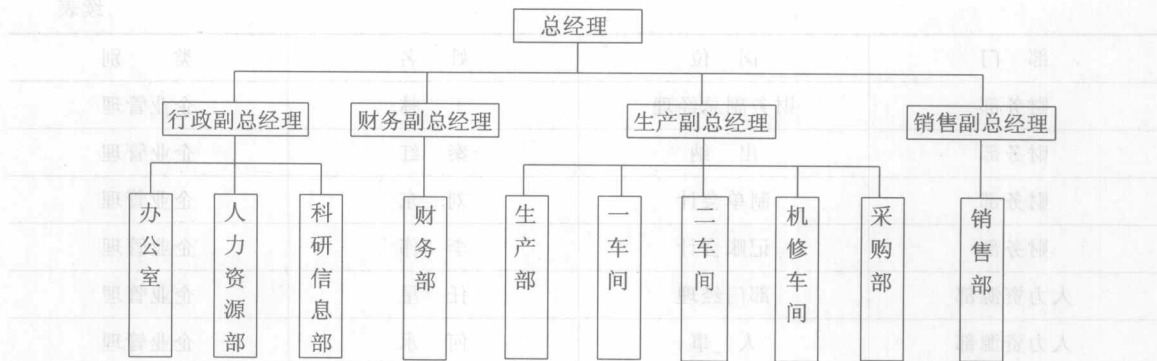 总经理
行政副总经理
财务副总经理
生产副总经理
销售副总经理
办公室
人力资源部
科研信息部
财务部
生产部
一车间
二车间
机修车间
采购部
销售部